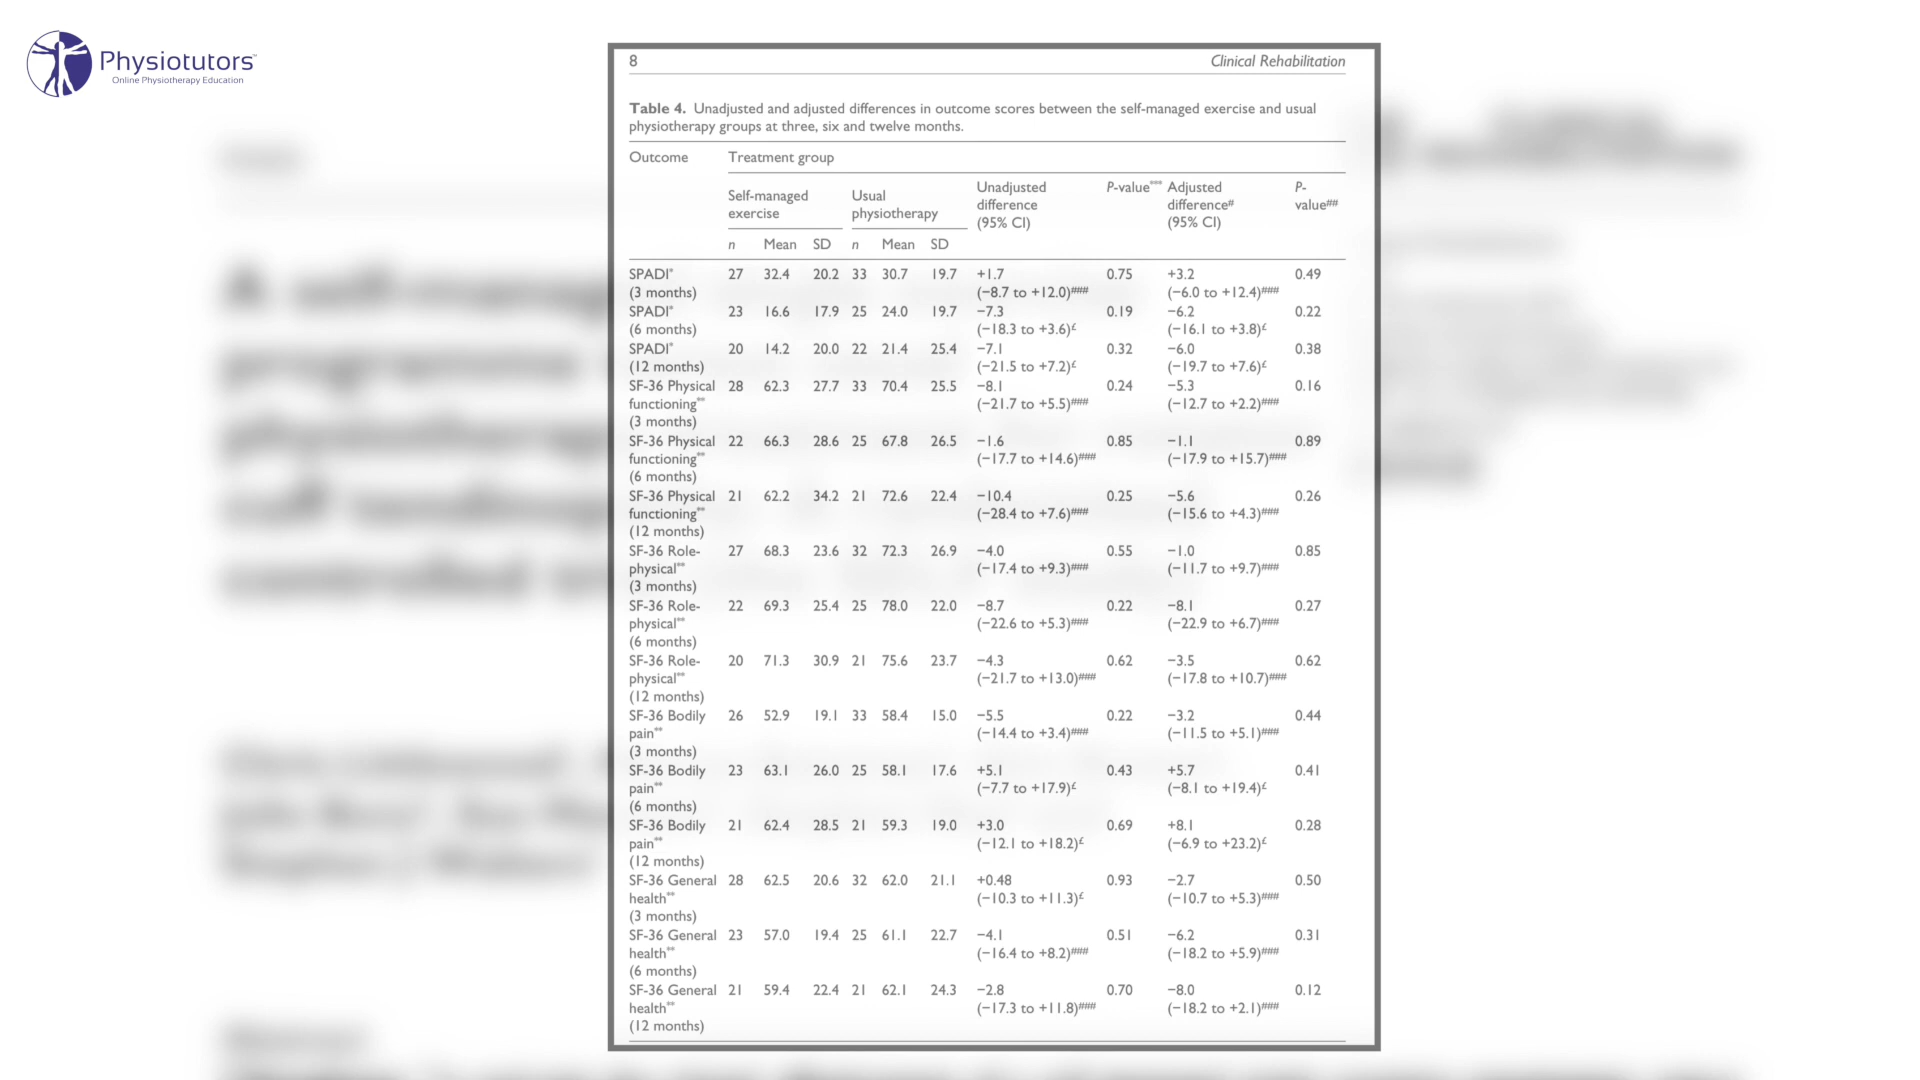 Physiotutors™
Online Physiotherapy Education
8 Clinical Rehabilitation
Table 4. Unadjusted and adjusted differences in outcome scores between the self-managed exercise and usual
physiotherapy groups at three, six and twelve months.
Outcome Treatment group
Self-managed exercise Usual physiotherapy Unadjusted difference (95% CI) P-value*** Adjusted difference# (95% CI) P-value##
n Mean SD n Mean SD
SPADI* 27 32.4 20.2 33 30.7 19.7 +1.7 0.75 +3.2 0.49
(3 months) (−8.7 to +12.0)### (−6.0 to +12.4)###
SPADI* 23 16.6 17.9 25 24.0 19.7 −7.3 0.19 −6.2 0.22
(6 months) (−18.3 to +3.6)£ (−16.1 to +3.8)£
SPADI* 20 14.2 20.0 22 21.4 25.4 −7.1 0.32 −6.0 0.38
(12 months) (−21.5 to +7.2)£ (−19.7 to +7.6)£
SF-36 Physical 28 62.3 27.7 33 70.4 25.5 −8.1 0.24 −5.3 0.16
functioning** (−21.7 to +5.5)### (−12.7 to +2.2)###
(3 months)
SF-36 Physical 22 66.3 28.6 25 67.8 26.5 −1.6 0.85 −1.1 0.89
functioning** (−17.7 to +14.6)### (−17.9 to +15.7)###
(6 months)
SF-36 Physical 21 62.2 34.2 21 72.6 22.4 −10.4 0.25 −5.6 0.26
functioning** (−28.4 to +7.6)### (−15.6 to +4.3)###
(12 months)
SF-36 Role- 27 68.3 23.6 32 72.3 26.9 −4.0 0.55 −1.0 0.85
physical** (−17.4 to +9.3)### (−11.7 to +9.7)###
(3 months)
SF-36 Role- 22 69.3 25.4 25 78.0 22.0 −8.7 0.22 −8.1 0.27
physical** (−22.6 to +5.3)### (−22.9 to +6.7)###
(6 months)
SF-36 Role- 20 71.3 30.9 21 75.6 23.7 −4.3 0.62 −3.5 0.62
physical** (−21.7 to +13.0)### (−17.8 to +10.7)###
(12 months)
SF-36 Bodily 26 52.9 19.1 33 58.4 15.0 −5.5 0.22 −3.2 0.44
pain** (−14.4 to +3.4)### (−11.5 to +5.1)###
(3 months)
SF-36 Bodily 23 63.1 26.0 25 58.1 17.6 +5.1 0.43 +5.7 0.41
pain** (−7.7 to +17.9)£ (−8.1 to +19.4)£
(6 months)
SF-36 Bodily 21 62.4 28.5 21 59.3 19.0 +3.0 0.69 +8.1 0.28
pain** (−12.1 to +18.2)£ (−6.9 to +23.2)£
(12 months)
SF-36 General 28 62.5 20.6 32 62.0 21.1 +0.48 0.93 −2.7 0.50
health** (−10.3 to +11.3)£ (−10.7 to +5.3)###
(3 months)
SF-36 General 23 57.0 19.4 25 61.1 22.7 −4.1 0.51 −6.2 0.31
health** (−16.4 to +8.2)### (−18.2 to +5.9)###
(6 months)
SF-36 General 21 59.4 22.4 21 62.1 24.3 −2.8 0.70 −8.0 0.12
health** (−17.3 to +11.8)### (−18.2 to +2.1)###
(12 months)